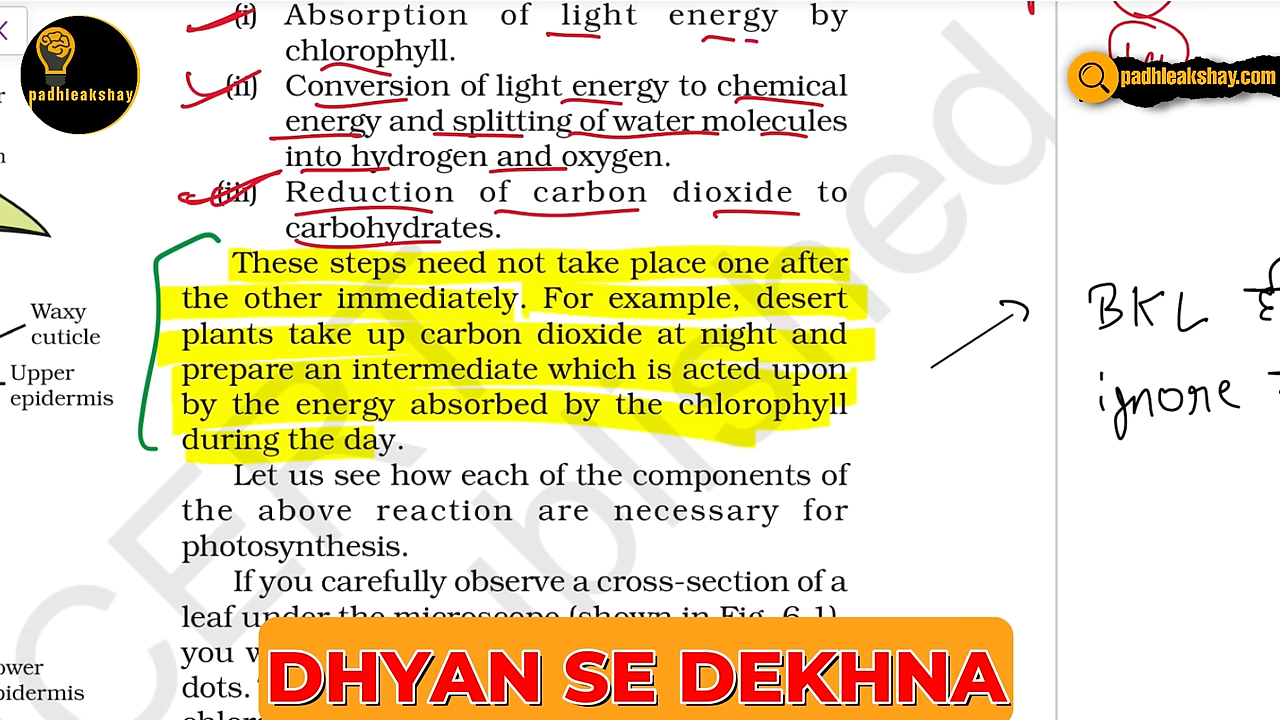 (i) Absorption of light energy by
chlorophyll.
(ii) Conversion of light energy to chemical
energy and splitting of water molecules
into hydrogen and oxygen.
(iii) Reduction of carbon dioxide to
carbohydrates.
These steps need not take place one after
the other immediately. For example, desert
plants take up carbon dioxide at night and
prepare an intermediate which is acted upon
by the energy absorbed by the chlorophyll
during the day.
Let us see how each of the components of
the above reaction are necessary for
photosynthesis.
If you carefully observe a cross-section of a
leaf under the microscope (shown in Fig. 6.1)
you
dots.
Waxy
cuticle
Upper
epidermis
padhleakshay
padhleakshay.com
BKL
ignore
DHYAN SE DEKHNA